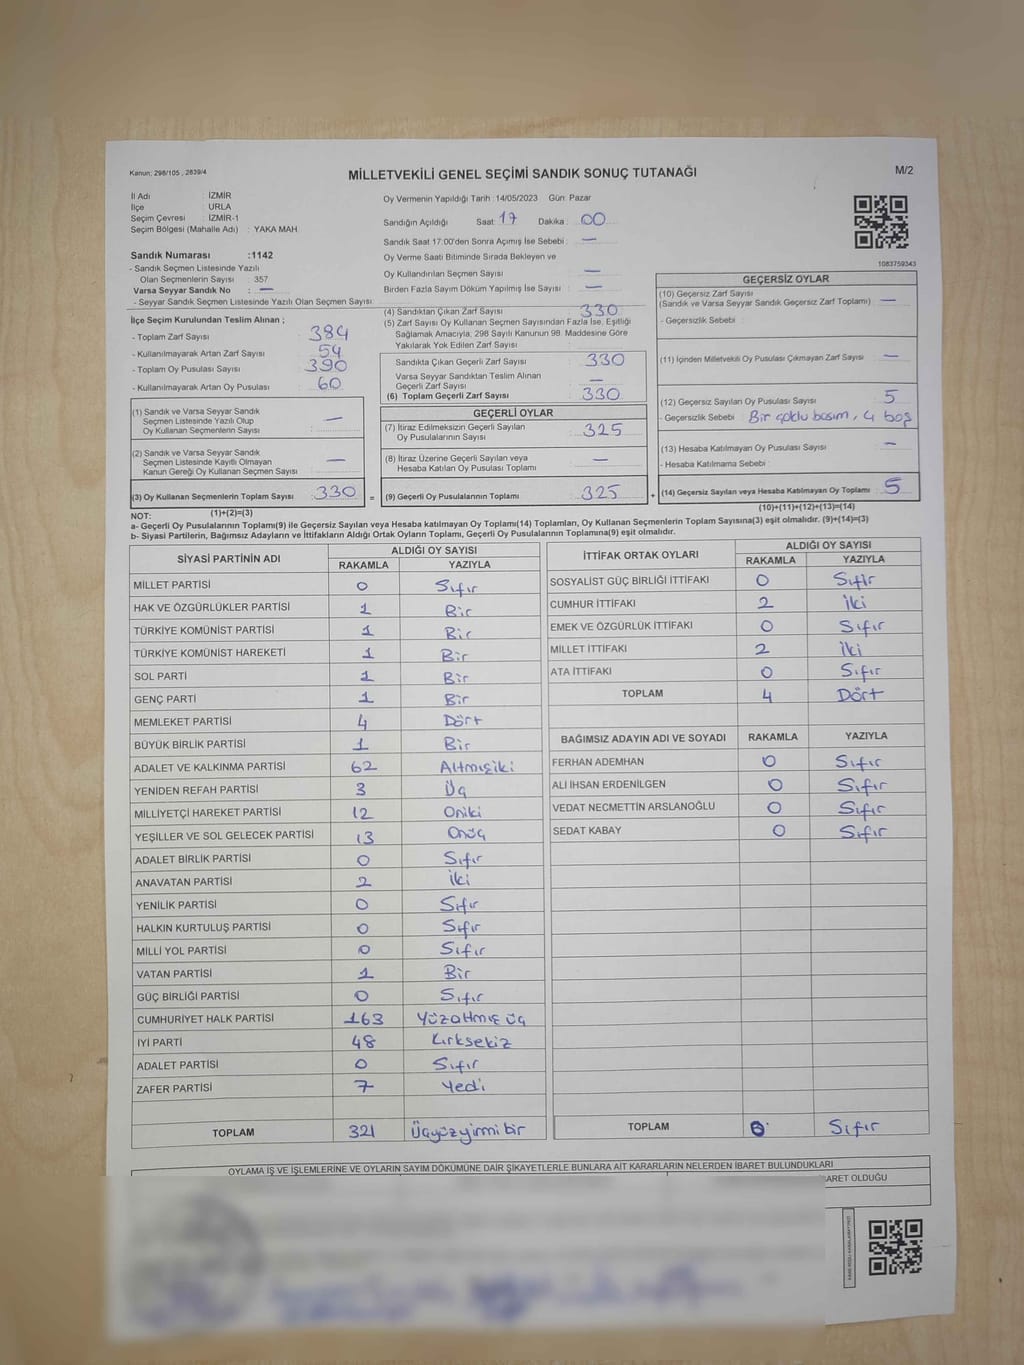 Kanun; 298/105 , 2839/4
MİLLETVEKİLİ GENEL SEÇİMİ SANDIK SONUÇ TUTANAĞI
M/2
İl Adı : İZMİR
İlçe : URLA
Seçim Çevresi : İZMİR-1
Seçim Bölgesi (Mahalle Adı) : YAKA MAH.
Sandık Numarası :1142
- Sandık Seçmen Listesinde Yazılı
Olan Seçmenlerin Sayısı : 357
Varsa Seyyar Sandık No : —
- Seyyar Sandık Seçmen Listesinde Yazılı Olan Seçmen Sayısı:
Oy Vermenin Yapıldığı Tarih : 14/05/2023 Gün: Pazar
Sandığın Açıldığı Saat: 17 Dakika : 00
Sandık Saat 17:00'den Sonra Açımış İse Sebebi : —
Oy Verme Saati Bitiminde Sırada Bekleyen ve
Oy Kullandırılan Seçmen Sayısı : —
Birden Fazla Sayım Döküm Yapılmış İse Sayısı : —
1083759343
İlçe Seçim Kurulundan Teslim Alınan ;
- Toplam Zarf Sayısı : 384
- Kullanılmayarak Artan Zarf Sayısı : 54
- Toplam Oy Pusulası Sayısı : 390
- Kullanılmayarak Artan Oy Pusulası : 60
(1) Sandık ve Varsa Seyyar Sandık
Seçmen Listesinde Yazılı Olup
Oy Kullanan Seçmenlerin Sayısı : —
(2) Sandık ve Varsa Seyyar Sandık
Seçmen Listesinde Kayıtlı Olmayan
Kanun Gereği Oy Kullanan Seçmen Sayısı : —
(3) Oy Kullanan Seçmenlerin Toplam Sayısı : 330
(4) Sandıktan Çıkan Zarf Sayısı : 330
(5) Zarf Sayısı Oy Kullanan Seçmen Sayısından Fazla İse, Eşitliği
Sağlamak Amacıyla, 298 Sayılı Kanunun 98. Maddesine Göre
Yakılarak Yok Edilen Zarf Sayısı :
Sandıkta Çıkan Geçerli Zarf Sayısı : 330
Varsa Seyyar Sandıktan Teslim Alınan
Geçerli Zarf Sayısı : —
(6) Toplam Geçerli Zarf Sayısı : 330
GEÇERLİ OYLAR
(7) İtiraz Edilmeksizin Geçerli Sayılan
Oy Pusulalarının Sayısı : 325
(8) İtiraz Üzerine Geçerli Sayılan veya
Hesaba Katılan Oy Pusulası Toplamı : —
= (9) Geçerli Oy Pusulalarının Toplamı : 325
GEÇERSİZ OYLAR
(10) Geçersiz Zarf Sayısı
(Sandık ve Varsa Seyyar Sandık Geçersiz Zarf Toplamı) : —
- Geçersizlik Sebebi :
(11) İçinden Milletvekili Oy Pusulası Çıkmayan Zarf Sayısı : —
(12) Geçersiz Sayılan Oy Pusulası Sayısı : 5
- Geçersizlik Sebebi : Bir çoklu basım, 4 boş
(13) Hesaba Katılmayan Oy Pusulası Sayısı : —
- Hesaba Katılmama Sebebi :
+ (14) Geçersiz Sayılan veya Hesaba Katılmayan Oy Toplamı : 5
(1)+(2)=(3)
(10)+(11)+(12)+(13)=(14)
NOT:
a- Geçerli Oy Pusulasının Toplamı(9) ile Geçersiz Sayılan veya Hesaba katılmayan Oy Toplamı(14) Toplamları, Oy Kullanan Seçmenlerin Toplam Sayısına(3) eşit olmalıdır. (9)+(14)=(3)
b- Siyasi Partilerin, Bağımsız Adayların ve İttifakların Aldığı Ortak Oyların Toplamı, Geçerli Oy Pusulalarının Toplamına(9) eşit olmalıdır.
SİYASİ PARTİNİN ADI ALDIĞI OY SAYISI
RAKAMLA YAZIYLA
MİLLET PARTİSİ 0 Sıfır
HAK VE ÖZGÜRLÜKLER PARTİSİ 1 Bir
TÜRKİYE KOMÜNİST PARTİSİ 1 Bir
TÜRKİYE KOMÜNİST HAREKETİ 1 Bir
SOL PARTİ 1 Bir
GENÇ PARTİ 1 Bir
MEMLEKET PARTİSİ 4 Dört
BÜYÜK BİRLİK PARTİSİ 1 Bir
ADALET VE KALKINMA PARTİSİ 62 Altmışiki
YENİDEN REFAH PARTİSİ 3 Üç
MİLLİYETÇİ HAREKET PARTİSİ 12 Oniki
YEŞİLLER VE SOL GELECEK PARTİSİ 13 Onüç
ADALET BİRLİK PARTİSİ 0 Sıfır
ANAVATAN PARTİSİ 2 İki
YENİLİK PARTİSİ 0 Sıfır
HALKIN KURTULUŞ PARTİSİ 0 Sıfır
MİLLİ YOL PARTİSİ 0 Sıfır
VATAN PARTİSİ 1 Bir
GÜÇ BİRLİĞİ PARTİSİ 0 Sıfır
CUMHURİYET HALK PARTİSİ 163 Yüzaltmış üç
İYİ PARTİ 48 Kırksekiz
ADALET PARTİSİ 0 Sıfır
ZAFER PARTİSİ 7 Yedi
TOPLAM 321 Üçyüzyirmi bir
İTTİFAK ORTAK OYLARI ALDIĞI OY SAYISI
RAKAMLA YAZIYLA
SOSYALİST GÜÇ BİRLİĞİ İTTİFAKI 0 Sıfır
CUMHUR İTTİFAKI 2 İki
EMEK VE ÖZGÜRLÜK İTTİFAKI 0 Sıfır
MİLLET İTTİFAKI 2 İki
ATA İTTİFAKI 0 Sıfır
TOPLAM 4 Dört
BAĞIMSIZ ADAYIN ADI VE SOYADI RAKAMLA YAZIYLA
FERHAN ADEMHAN 0 Sıfır
ALİ İHSAN ERDENİLGEN 0 Sıfır
VEDAT NECMETTİN ARSLANOĞLU 0 Sıfır
SEDAT KABAY 0 Sıfır
TOPLAM 0 Sıfır
OYLAMA İŞ VE İŞLEMLERİNE VE OYLARIN SAYIM DÖKÜMÜNE DAİR ŞİKAYETLERLE BUNLARA AİT KARARLARIN NELERDEN İBARET BULUNDUKLARI
BARET OLDUĞU